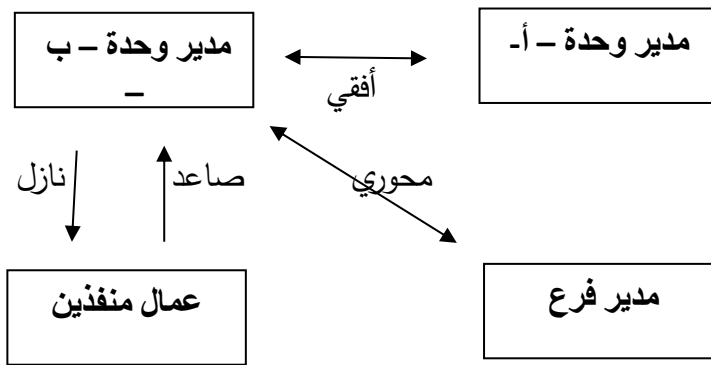 مدير وحدة – أ-
مدير وحدة – ب
–
أفقي
نازل
صاعد
محوري
عمال منفذين
مدير فرع